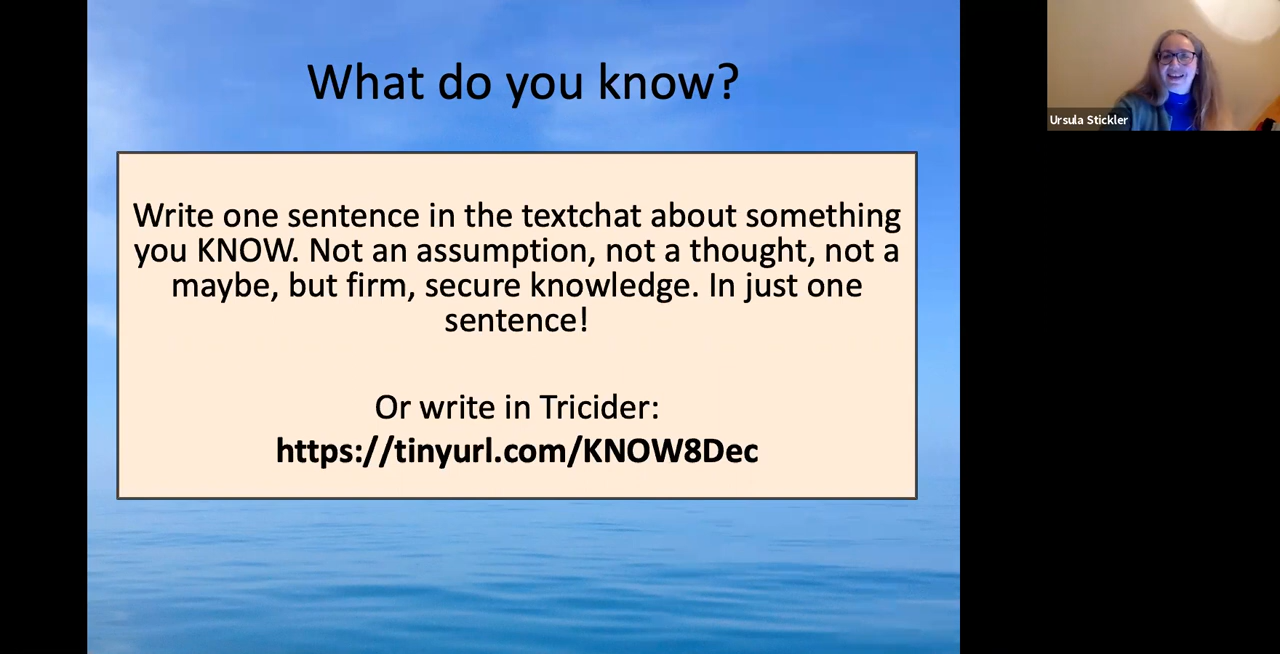 What do you know?
Ursula Stickler
Write one sentence in the textchat about something
you KNOW. Not an assumption, not a thought, not a
maybe, but firm, secure knowledge. In just one
sentence!
Or write in Tricider:
https://tinyurl.com/KNOW8Dec